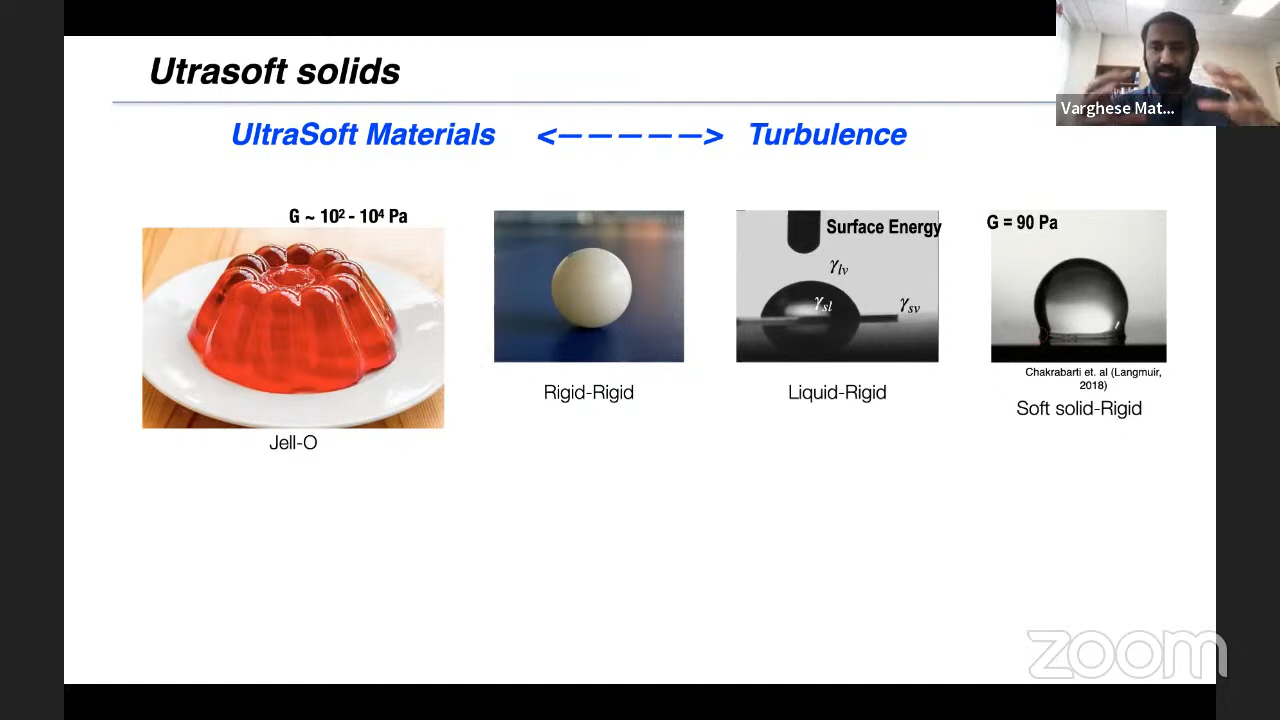 Utrasoft solids
Varghese Mat...
UltraSoft Materials <— — — — —> Turbulence
G ~ 10² - 10⁴ Pa
Surface Energy
G = 90 Pa
γlv
γsl
γsv
Chakrabarti et. al (Langmuir,
2018)
Rigid-Rigid
Liquid-Rigid
Soft solid-Rigid
Jell-O
zoom